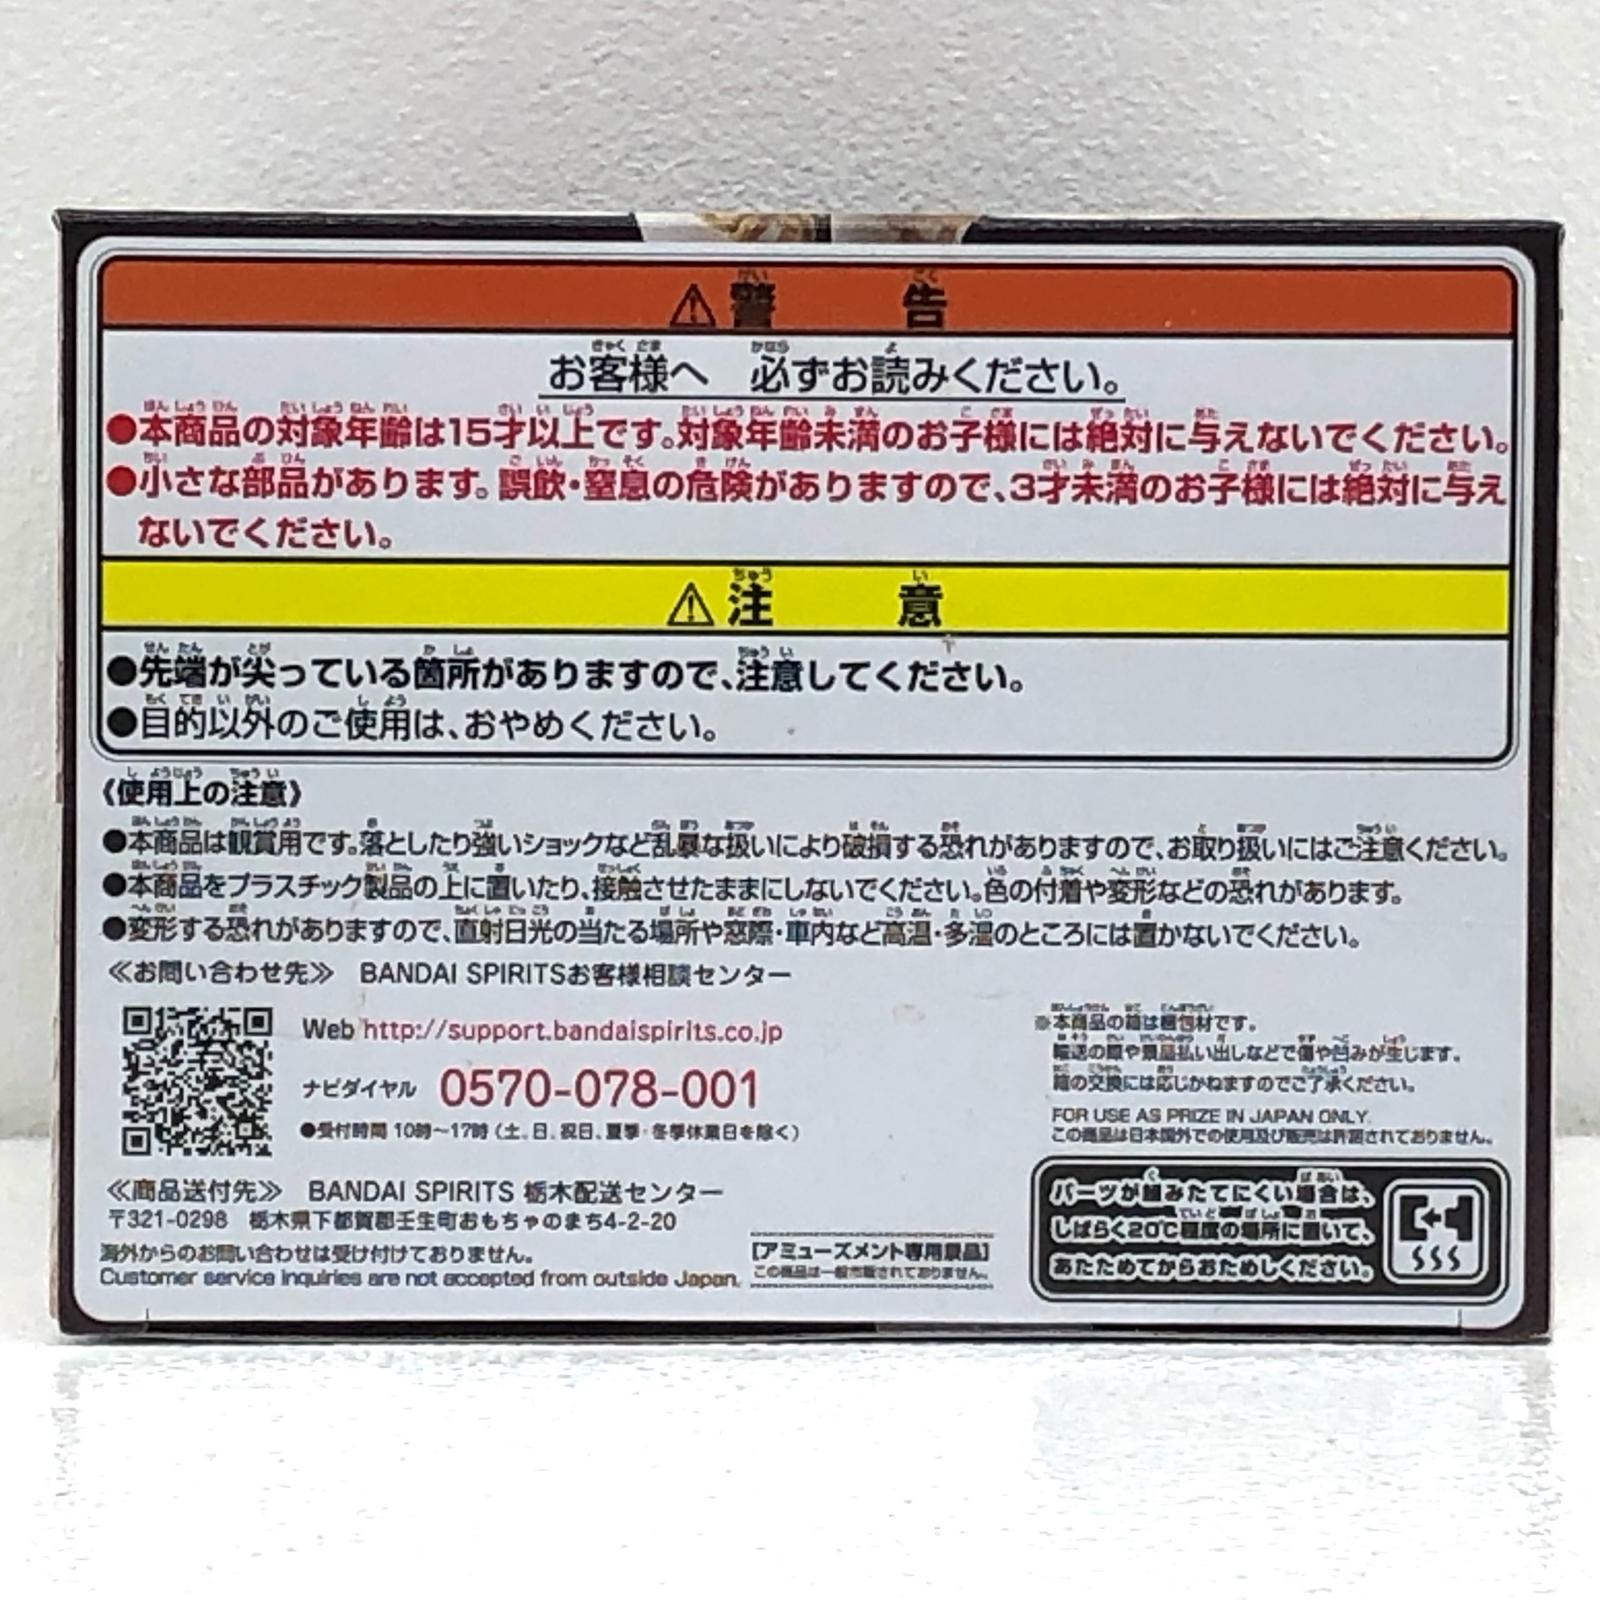 ⚠警告
お客様へ 必ずお読みください。
●本商品の対象年齢は15才以上です。対象年齢未満のお子様には絶対に与えないでください。
●小さな部品があります。誤飲・窒息の危険がありますので、3才未満のお子様には絶対に与え
ないでください。
⚠注意
●先端が尖っている箇所がありますので、注意してください。
●目的以外のご使用は、おやめください。
《使用上の注意》
●本商品は観賞用です。落としたり強いショックなど乱暴な扱いにより破損する恐れがありますので、お取り扱いにはご注意ください。
●本商品をプラスチック製品の上に置いたり、接触させたままにしないでください。色の付着や変形などの恐れがあります。
●変形する恐れがありますので、直射日光の当たる場所や窓際・車内など高温・多湿のところには置かないでください。
≪お問い合わせ先≫ BANDAI SPIRITSお客様相談センター
Web http://support.bandaispirits.co.jp
ナビダイヤル 0570-078-001
●受付時間 10時～17時（土、日、祝日、夏季・冬季休業日を除く）
≪商品送付先≫ BANDAI SPIRITS 栃木配送センター
〒321-0298 栃木県下都賀郡壬生町おもちゃのまち4-2-20
海外からのお問い合わせは受け付けておりません。
Customer service inquiries are not accepted from outside Japan.
[アミューズメント専用景品]
この商品は一般市販されておりません。
※本商品の箱は梱包材です。
輸送の際や景品払い出しなどで傷や凹みが生じます。
箱の交換には応じかねますのでご了承ください。
FOR USE AS PRIZE IN JAPAN ONLY.
この商品は日本国外での使用及び販売は許諾されておりません。
パーツが組みたてにくい場合は、
しばらく20℃程度の場所に置いて、
あたためてからおためしください。